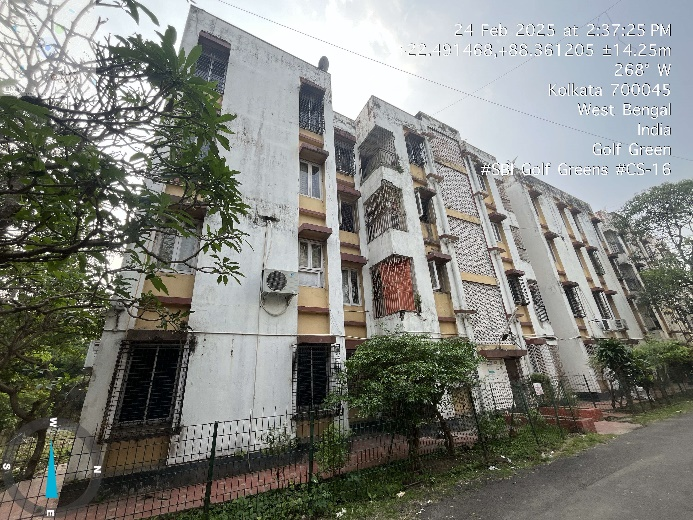 24 Feb 2025 at 2:37:25 PM
+22.491468,+88.361205 ±14.25m
268° W
Kolkata 700045
West Bengal
India
Golf Green
#SBI Golf Greens #CS-16
W
N
S
E